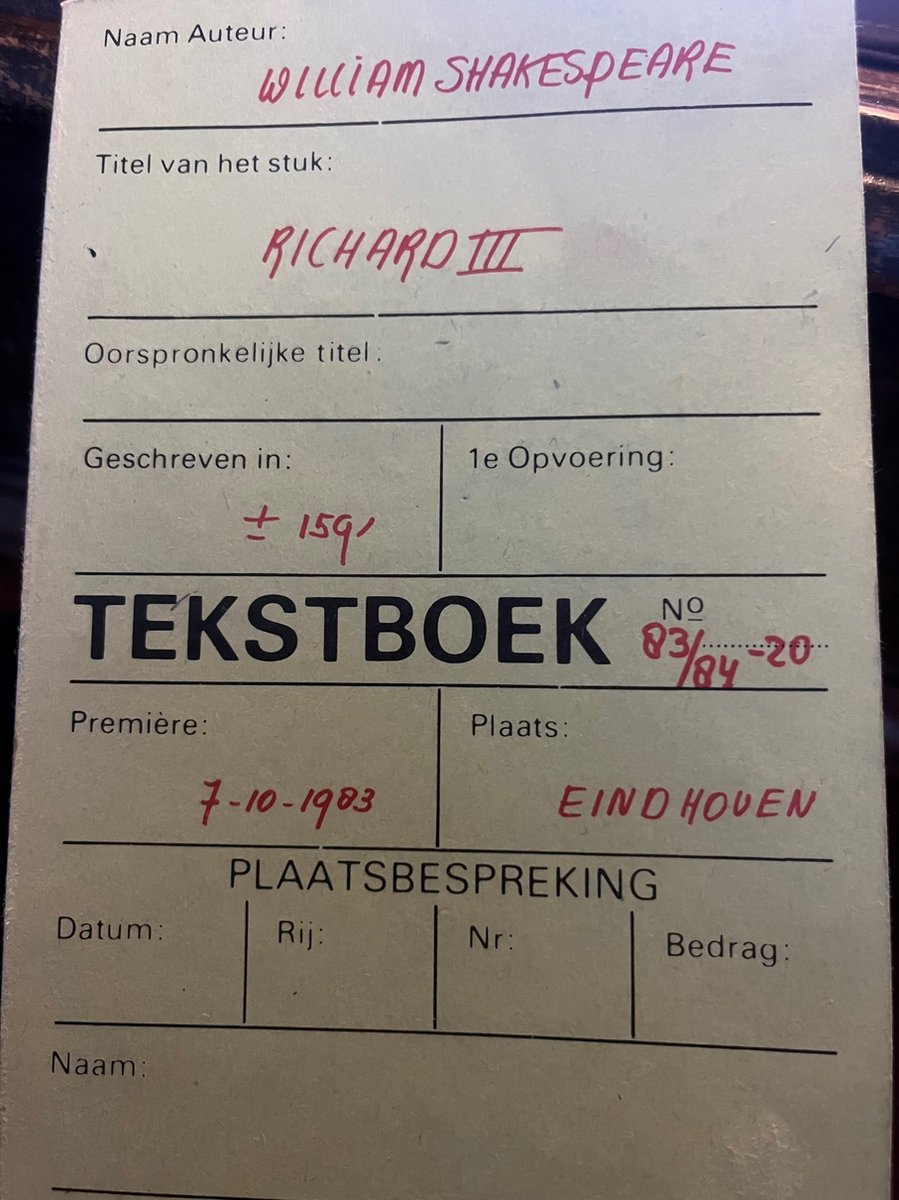 Naam Auteur:
WILLIAM SHAKESPEARE
Titel van het stuk:
RICHARD III
Oorspronkelijke titel:
Geschreven in: 1e Opvoering:
± 1591
TEKSTBOEK Nº 83/84-20
Première: Plaats:
7-10-1983 EINDHOVEN
PLAATSBESPREKING
Datum: Rij: Nr: Bedrag:
Naam: